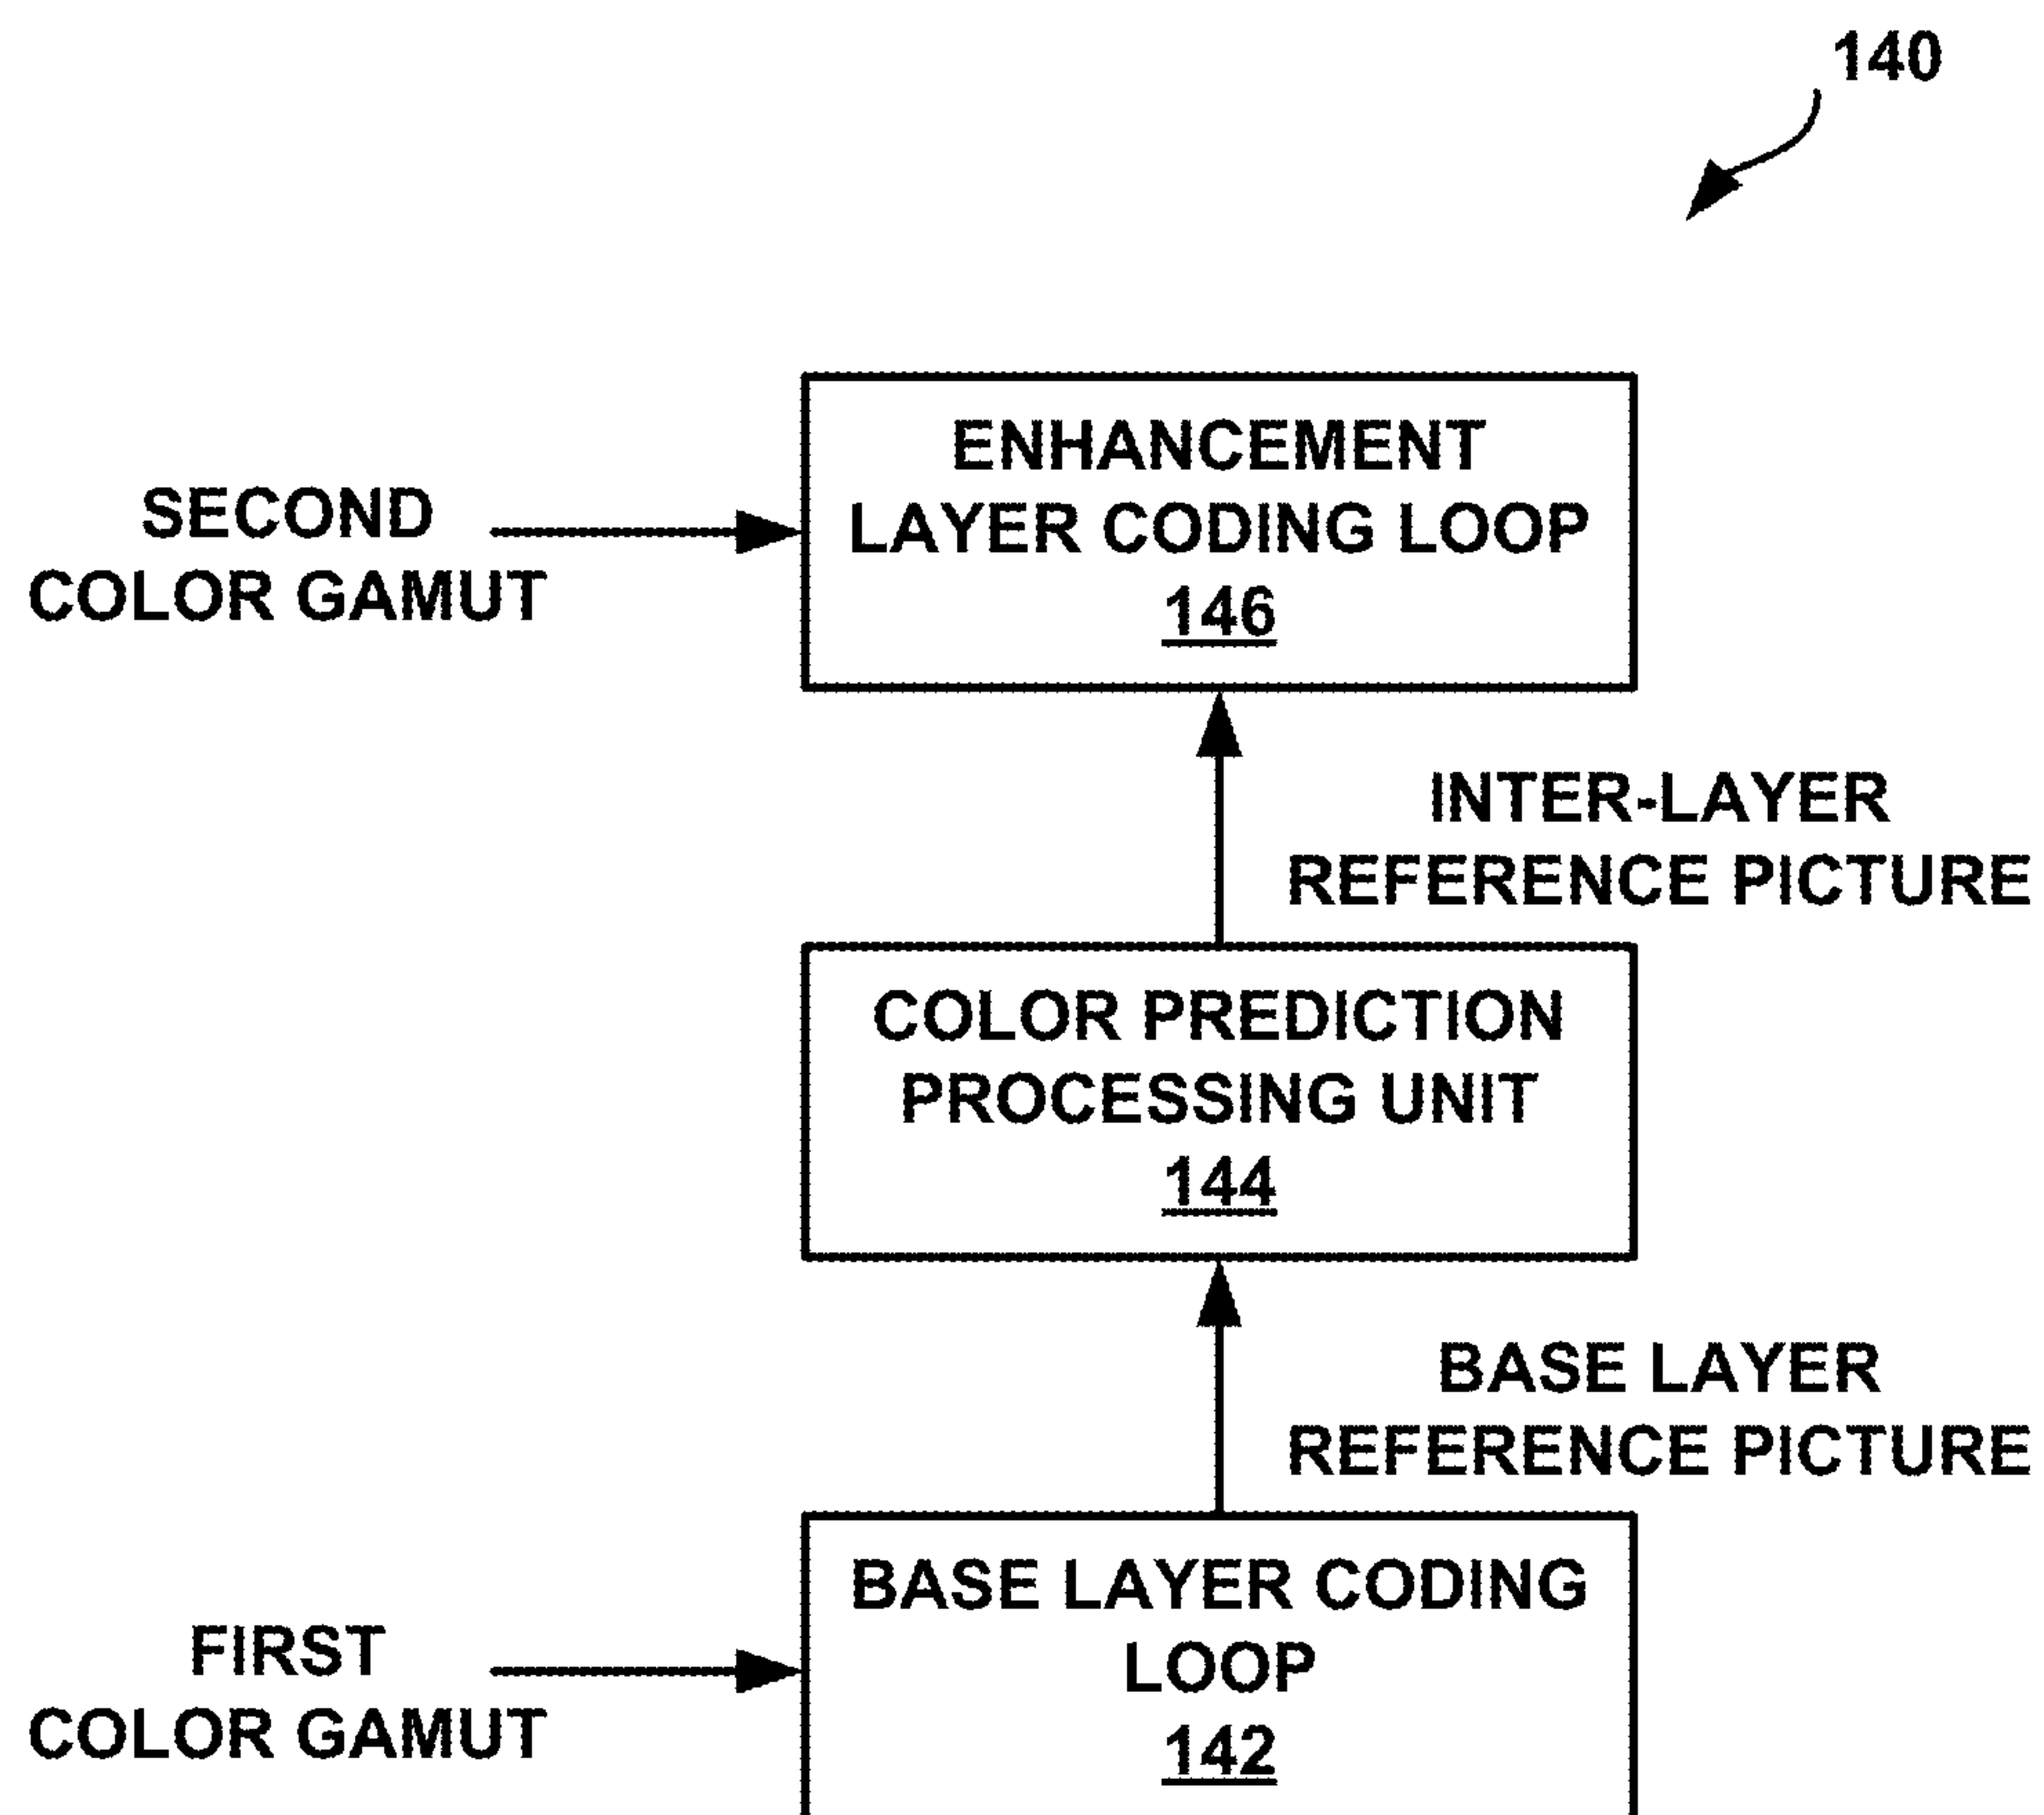 140
ENHANCEMENT
LAYER CODING LOOP
146
SECOND
COLOR GAMUT
INTER-LAYER
REFERENCE PICTURE
COLOR PREDICTION
PROCESSING UNIT
144
BASE LAYER
REFERENCE PICTURE
BASE LAYER CODING
LOOP
142
FIRST
COLOR GAMUT